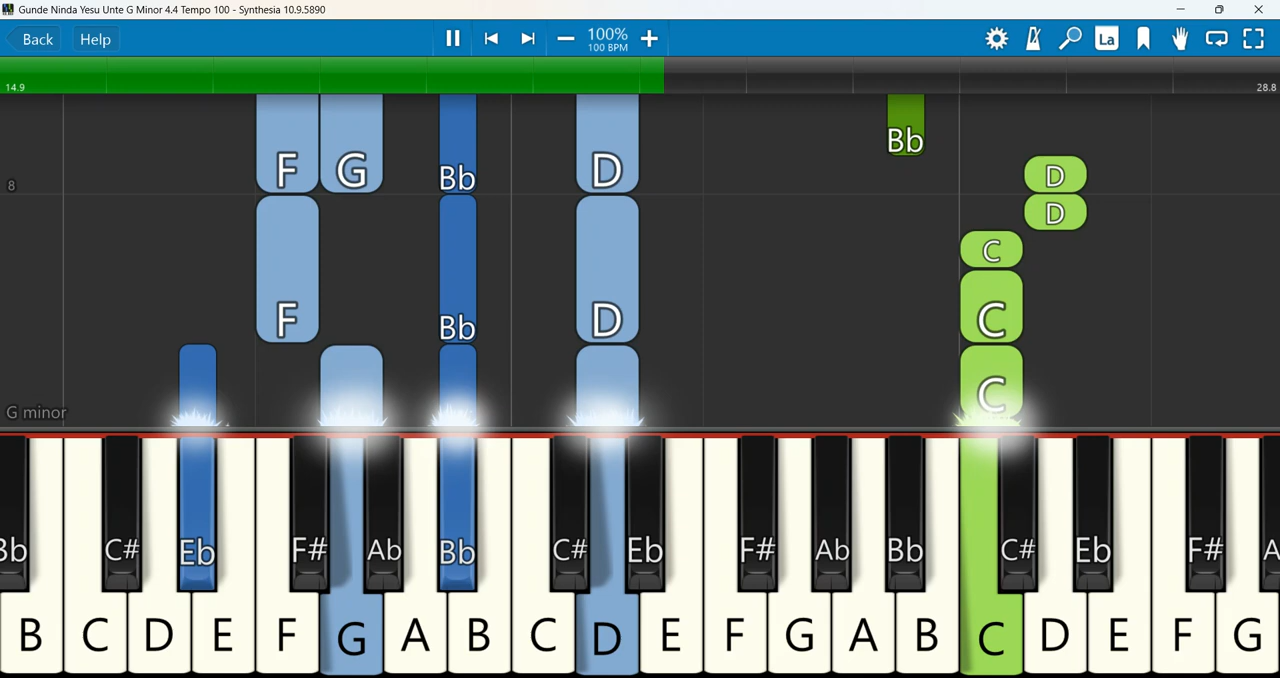 Gunde Ninda Yesu Unte G Minor 4.4 Tempo 100 - Synthesia 10.9.5890
Back Help 100% La
100 BPM
14.9 28.8
Bb
F G Bb D D
8
D
C
F Bb D C
C
G minor
Bb C# Eb F# Ab Bb C# Eb F# Ab Bb C# Eb F# A
B C D E F G A B C D E F G A B C D E F G